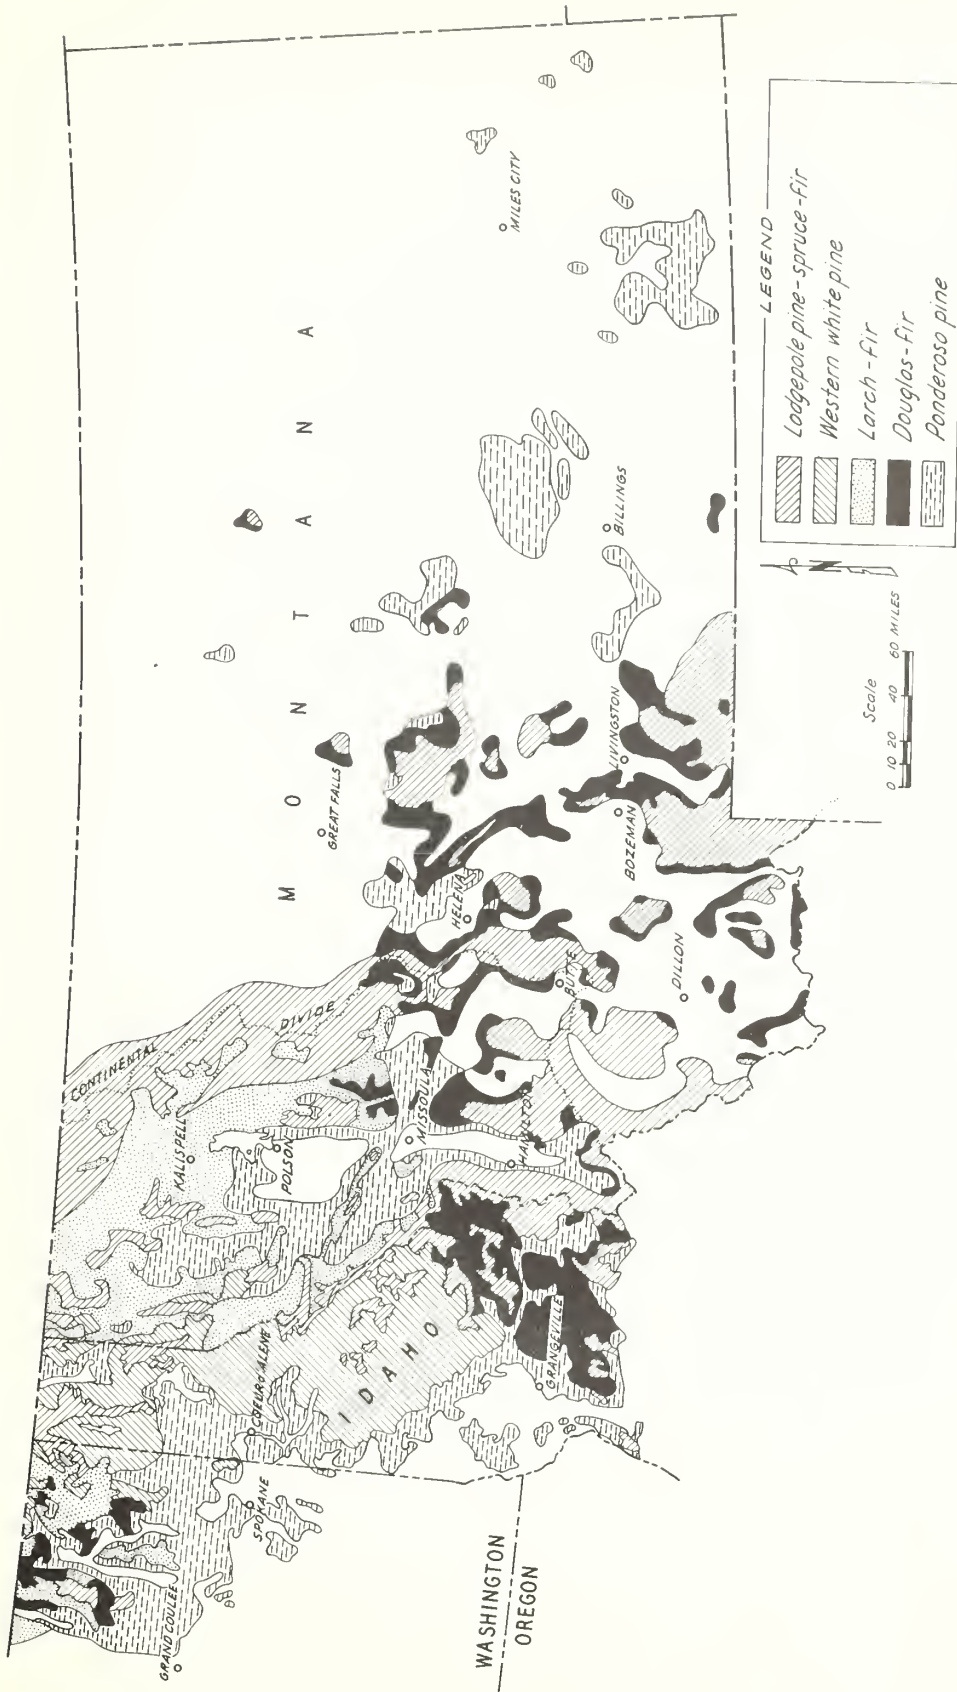 MONTANA
IDAHO
WASHINGTON
OREGON
CONTINENTAL DIVIDE
GRAND COULEE
SPOKANE
COEUR D'ALENE
KALISPELL
POLSON
MISSOULA
HAMILTON
GRANGEVILLE
GREAT FALLS
HELENA
BUTTE
DILLON
BOZEMAN
LIVINGSTON
BILLINGS
MILES CITY
LEGEND
Lodgepole pine-spruce-fir
Western white pine
Larch-fir
Douglas-fir
Ponderosa pine
N
Scale
0 10 20 40 60 MILES